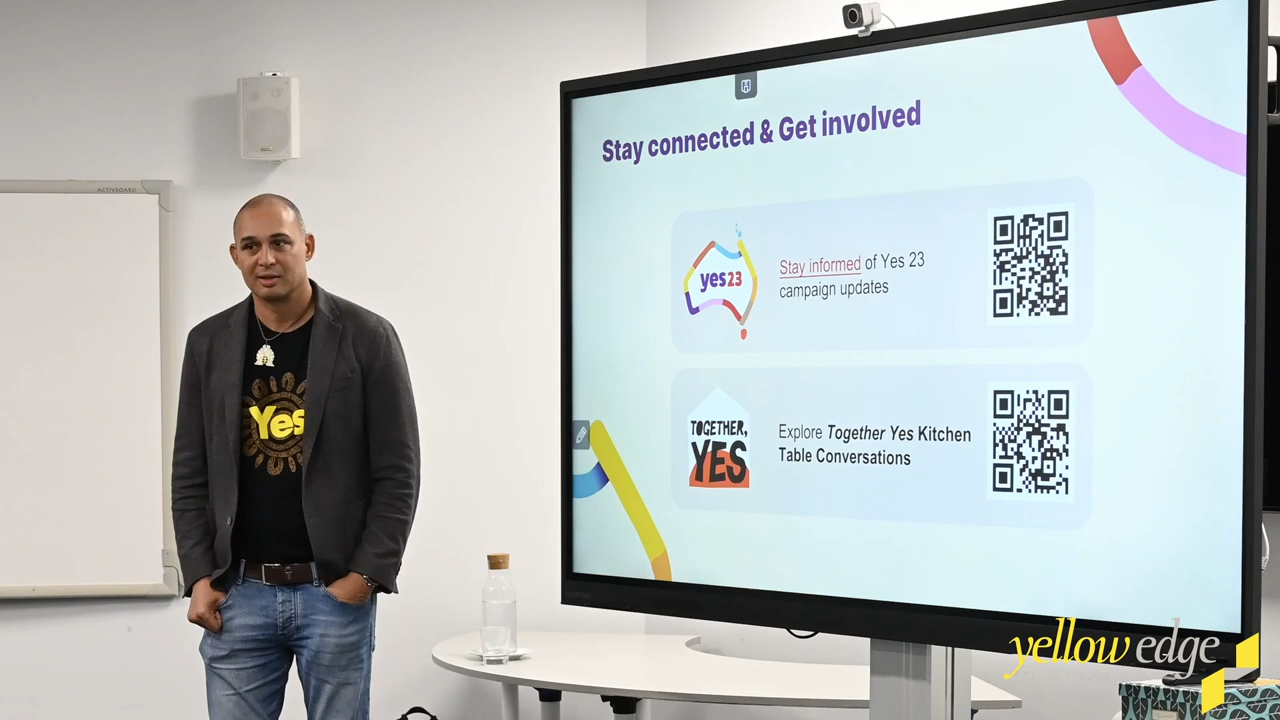 ACTIVBOARD
Yes
Stay connected & Get involved
yes23
Stay informed of Yes 23
campaign updates
TOGETHER,
YES
Explore Together Yes Kitchen
Table Conversations
yellow edge